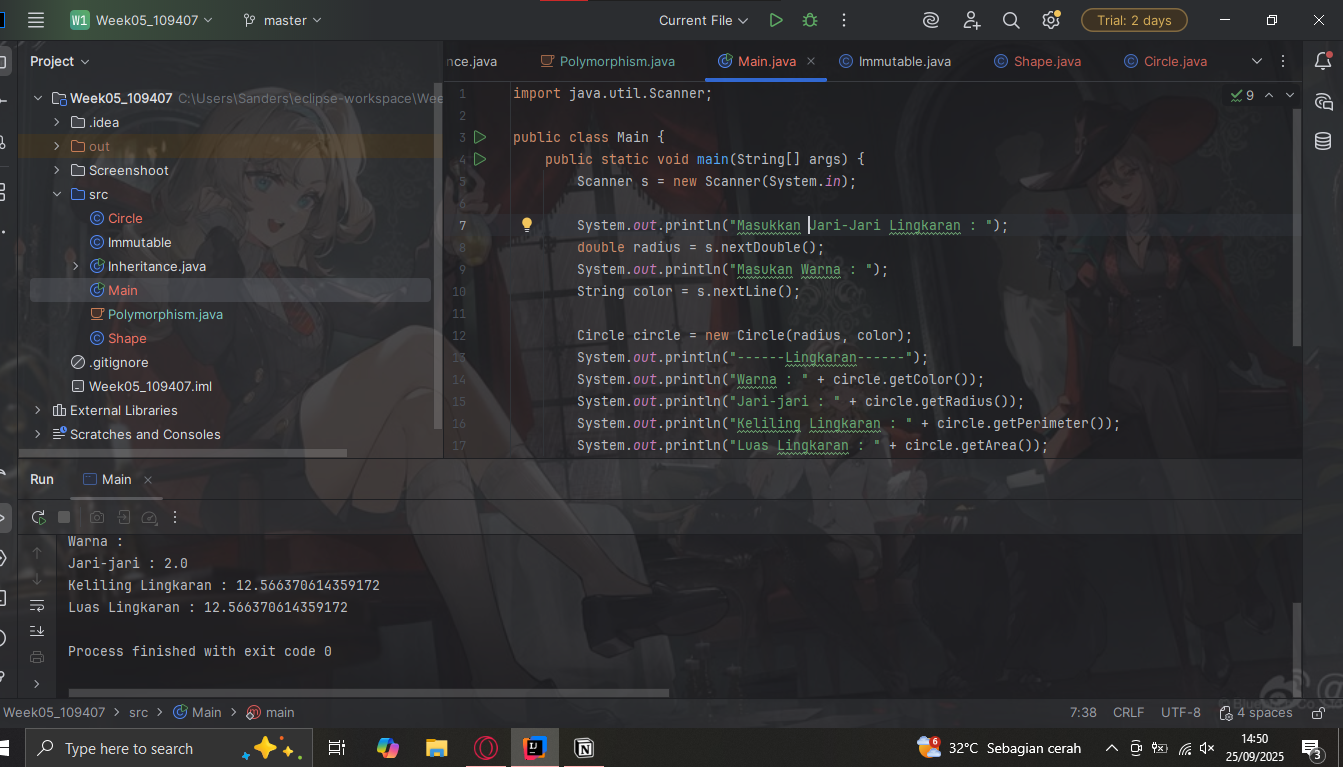 W1 Week05_109407 master Current File Trial: 2 days
Project
nce.java Polymorphism.java Main.java Immutable.java Shape.java Circle.java
Week05_109407 C:\Users\Sanders\eclipse-workspace\Wee
.idea
out
Screenshoot
src
Circle
Immutable
Inheritance.java
Main
Polymorphism.java
Shape
.gitignore
Week05_109407.iml
External Libraries
Scratches and Consoles
9
1 import java.util.Scanner;
2
3 public class Main {
4 public static void main(String[] args) {
5 Scanner s = new Scanner(System.in);
6
7 System.out.println("Masukkan Jari-Jari Lingkaran : ");
8 double radius = s.nextDouble();
9 System.out.println("Masukan Warna : ");
10 String color = s.nextLine();
11
12 Circle circle = new Circle(radius, color);
13 System.out.println("------Lingkaran------");
14 System.out.println("Warna : " + circle.getColor());
15 System.out.println("Jari-jari : " + circle.getRadius());
16 System.out.println("Keliling Lingkaran : " + circle.getPerimeter());
17 System.out.println("Luas Lingkaran : " + circle.getArea());
Run Main
Warna :
Jari-jari : 2.0
Keliling Lingkaran : 12.566370614359172
Luas Lingkaran : 12.566370614359172
Process finished with exit code 0
Week05_109407 > src > Main > main 7:38 CRLF UTF-8 4 spaces
Type here to search 6 32°C Sebagian cerah 14:50
25/09/2025 3